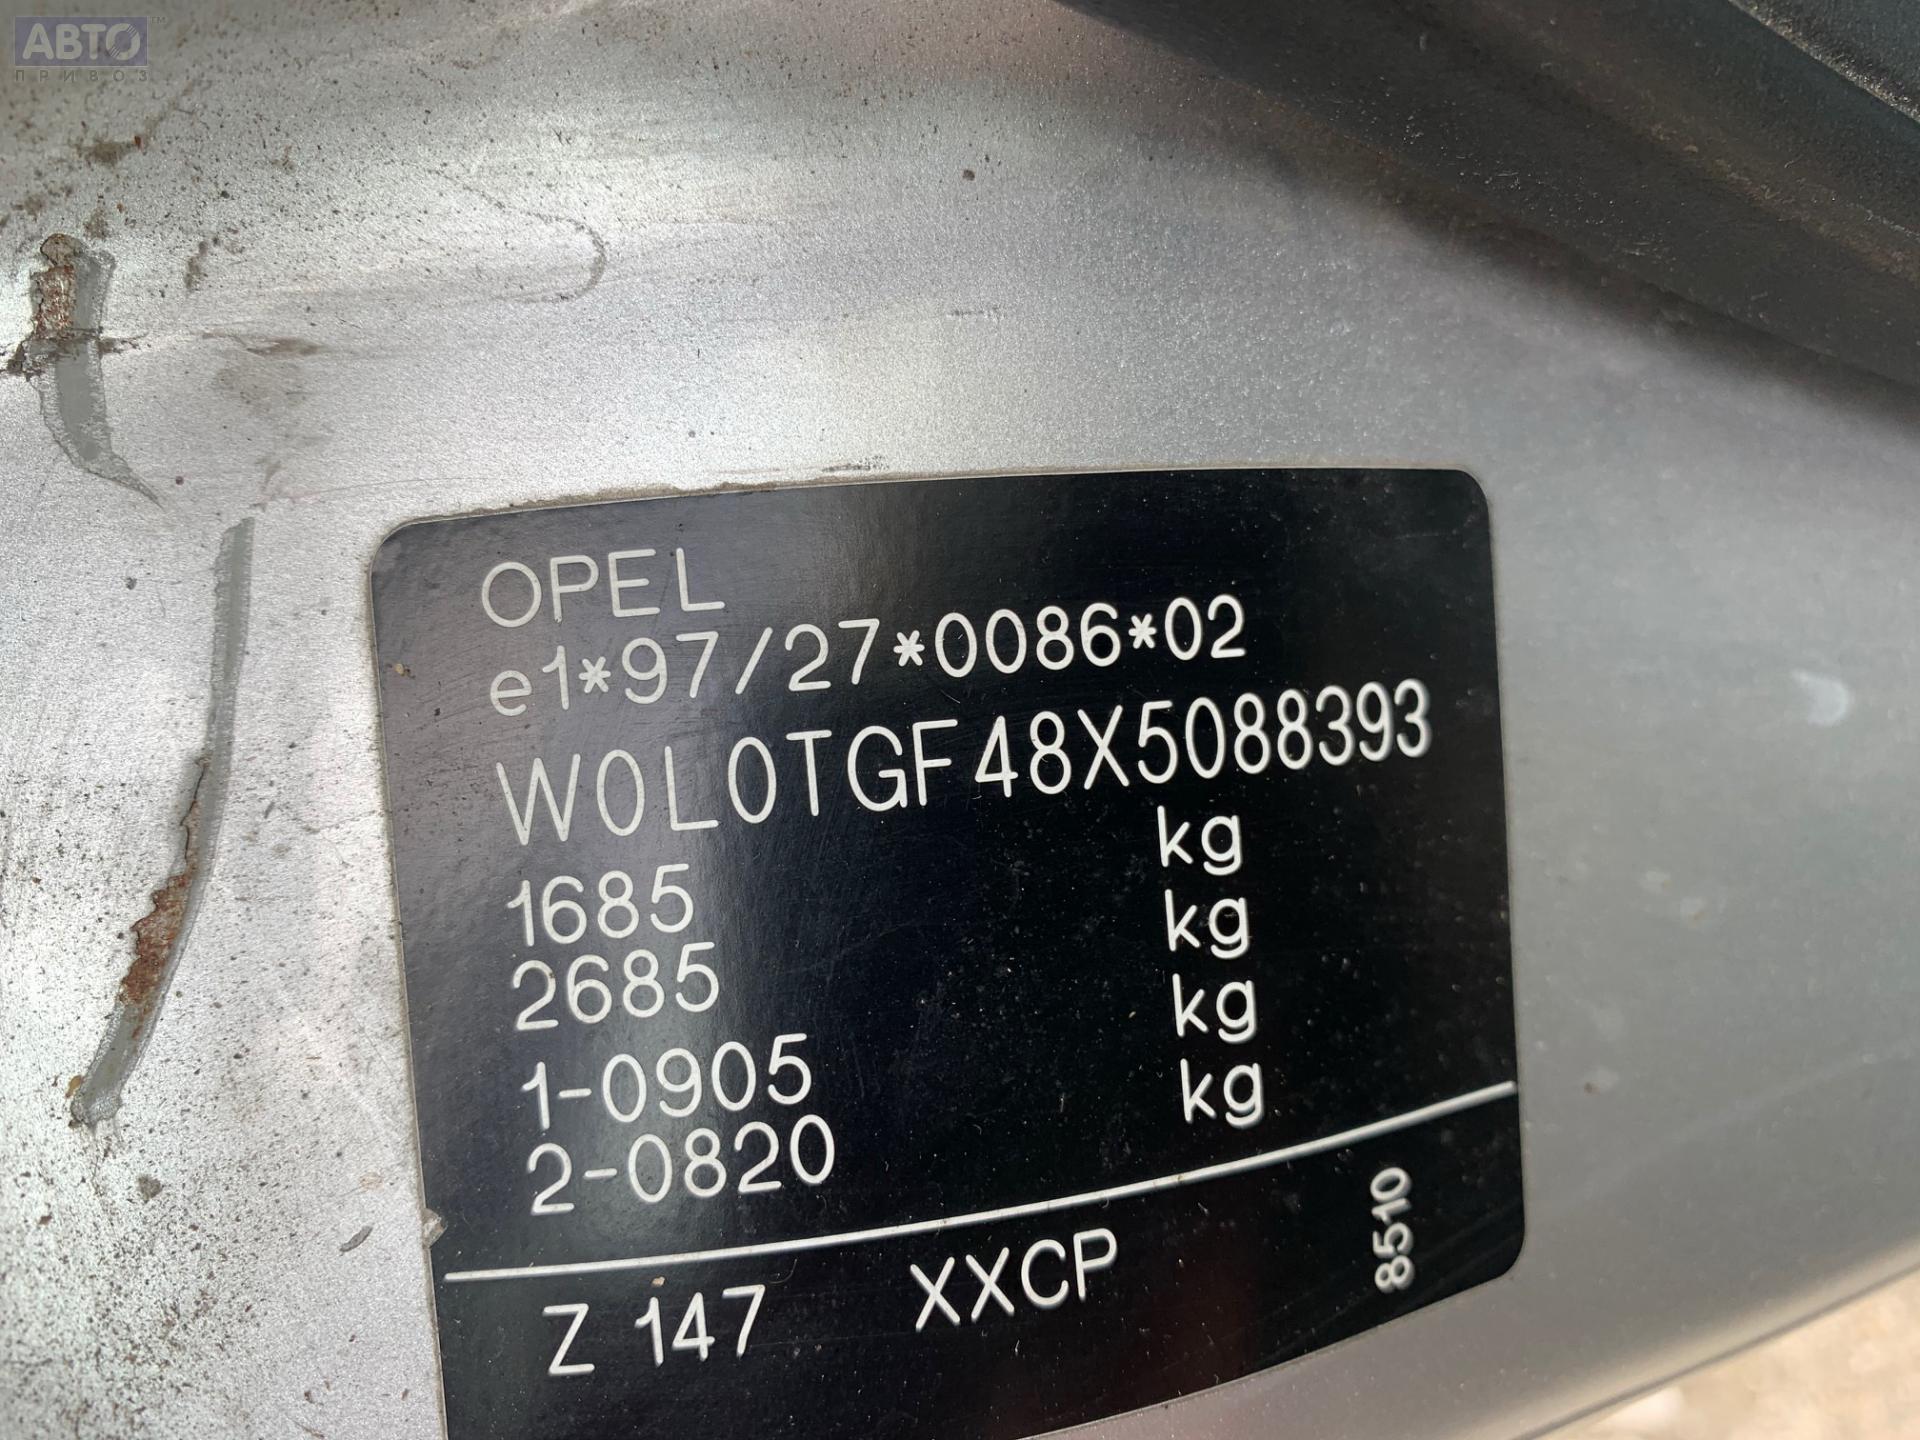 АВТО
ПРИВОЗ
OPEL
e1*97/27*0086*02
W0L0TGF48X5088393
1685 kg
2685 kg
1-0905 kg
2-0820 kg
Z 147 XXCP 8510